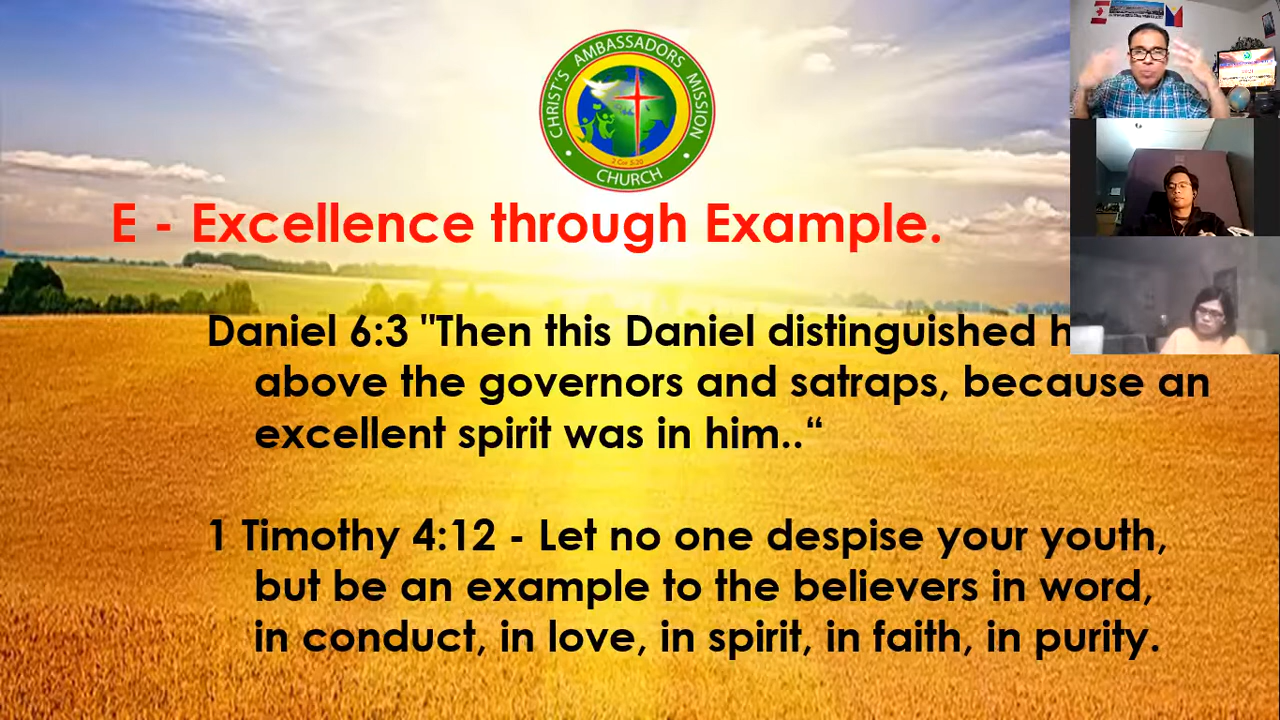 CHRIST'S AMBASSADORS MISSION
CHURCH
2 Cor 5:20
E - Excellence through Example.
Daniel 6:3 "Then this Daniel distinguished h
above the governors and satraps, because an
excellent spirit was in him..“
1 Timothy 4:12 - Let no one despise your youth,
but be an example to the believers in word,
in conduct, in love, in spirit, in faith, in purity.